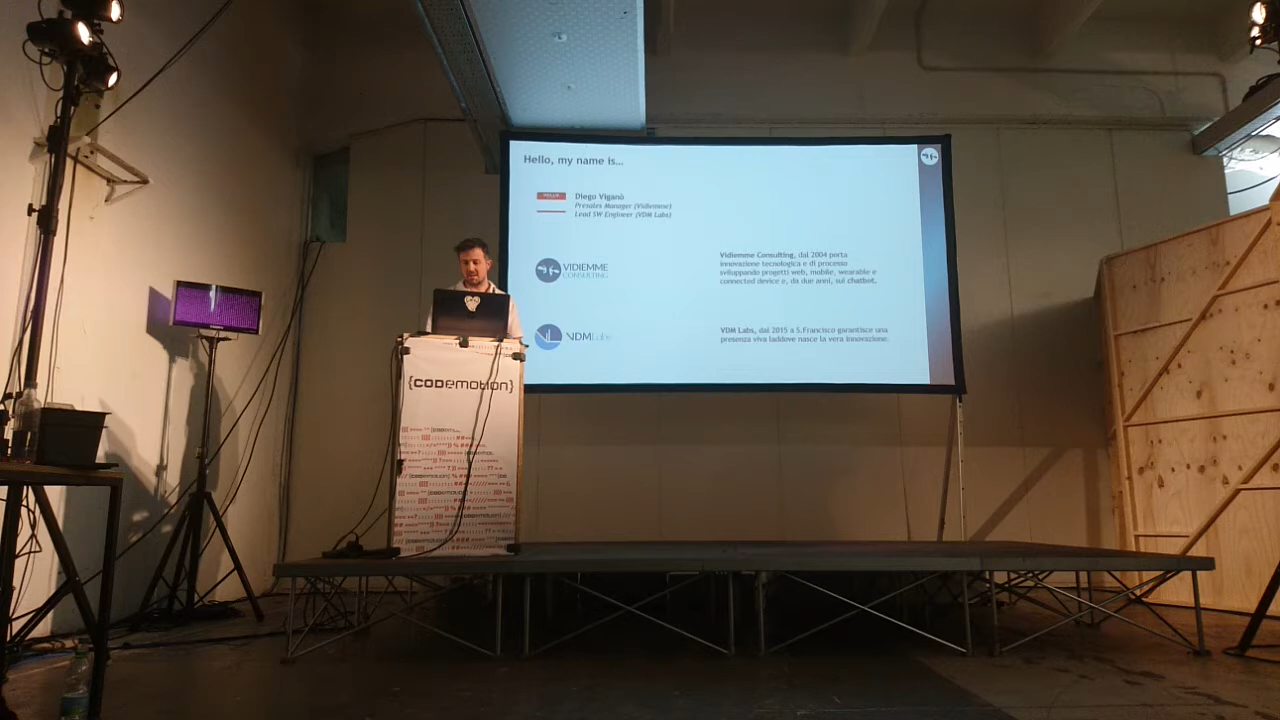 Hello, my name is...
Diego Viganò
Presales Manager (Vidiemme)
Lead SW Engineer (VDM Labs)
VIDIEMME
CONSULTING
Vidiemme Consulting, dal 2004 porta
innovazione tecnologica e di processo
sviluppando progetti web, mobile, wearable e
connected device e, da due anni, sui chatbot.
VDM Labs
VDM Labs, dal 2015 a S.Francisco garantisce una
presenza viva laddove nasce la vera innovazione.
{CODEMOTION}